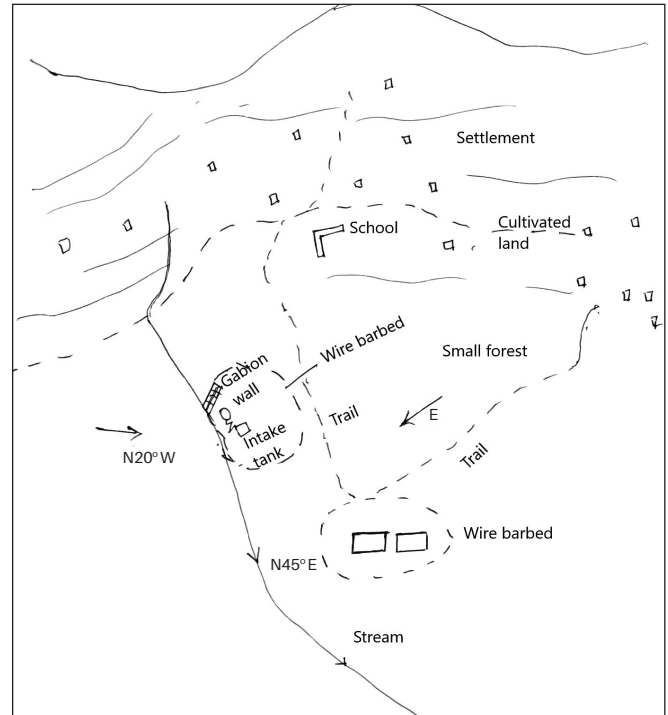 Settlement
School
Cultivated
land
Wire barbed
Gabion
wall
Small forest
E
Trail
Intake
tank
N20° W
Trail
Wire barbed
N45° E
Stream